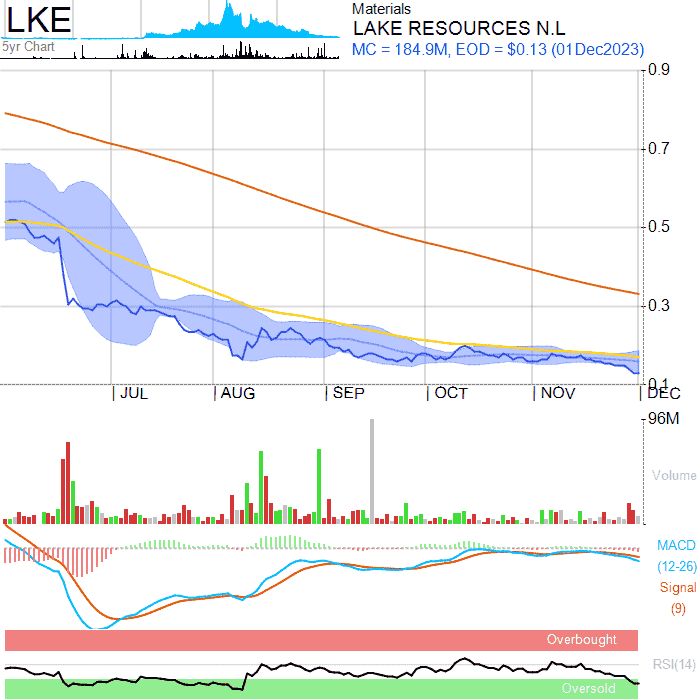 LKE
5yr Chart
Materials
LAKE RESOURCES N.L
MC = 184.9M, EOD = $0.13 (01Dec2023)
0.9
0.7
0.5
0.3
0.1
JUL
AUG
SEP
OCT
NOV
DEC
96M
Volume
MACD
(12-26)
Signal
(9)
Overbought
RSI(14)
Oversold